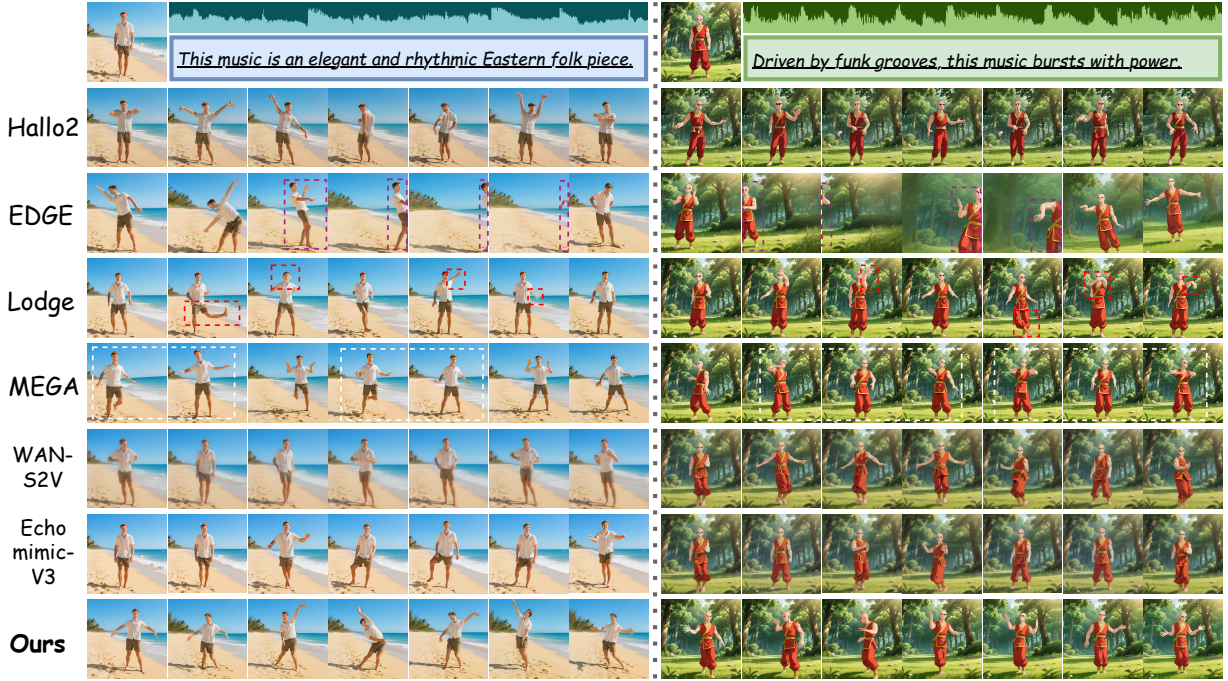 This music is an elegant and rhythmic Eastern folk piece.
Driven by funk grooves, this music bursts with power.
Hallo2
EDGE
Lodge
MEGA
WAN-
S2V
Echo
mimic-
V3
Ours